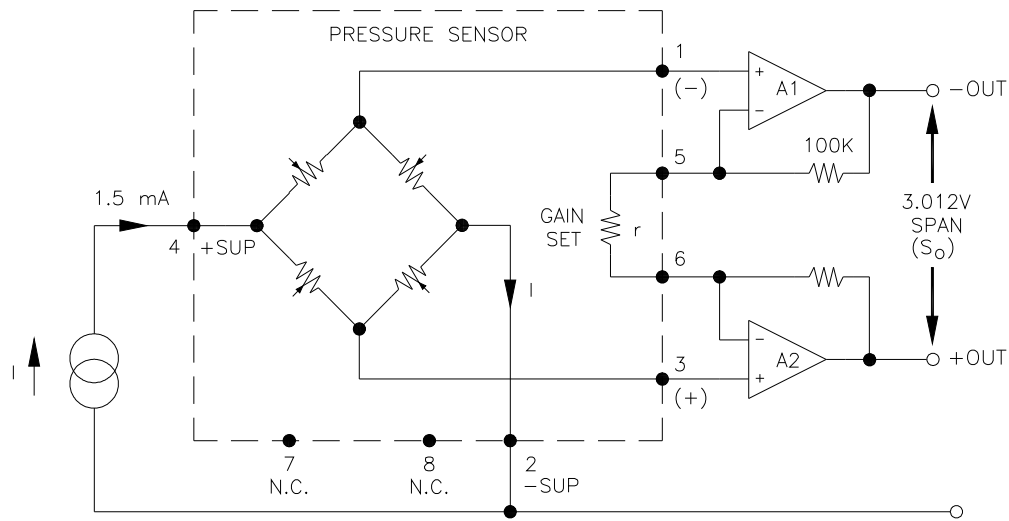 PRESSURE SENSOR
1
(−)
+
A1
−
−OUT
100K
5
1.5 mA
4
+SUP
GAIN
SET
r
3.012V
SPAN
(S₀)
6
I
I
−
A2
+
+OUT
3
(+)
7
N.C.
8
N.C.
2
−SUP